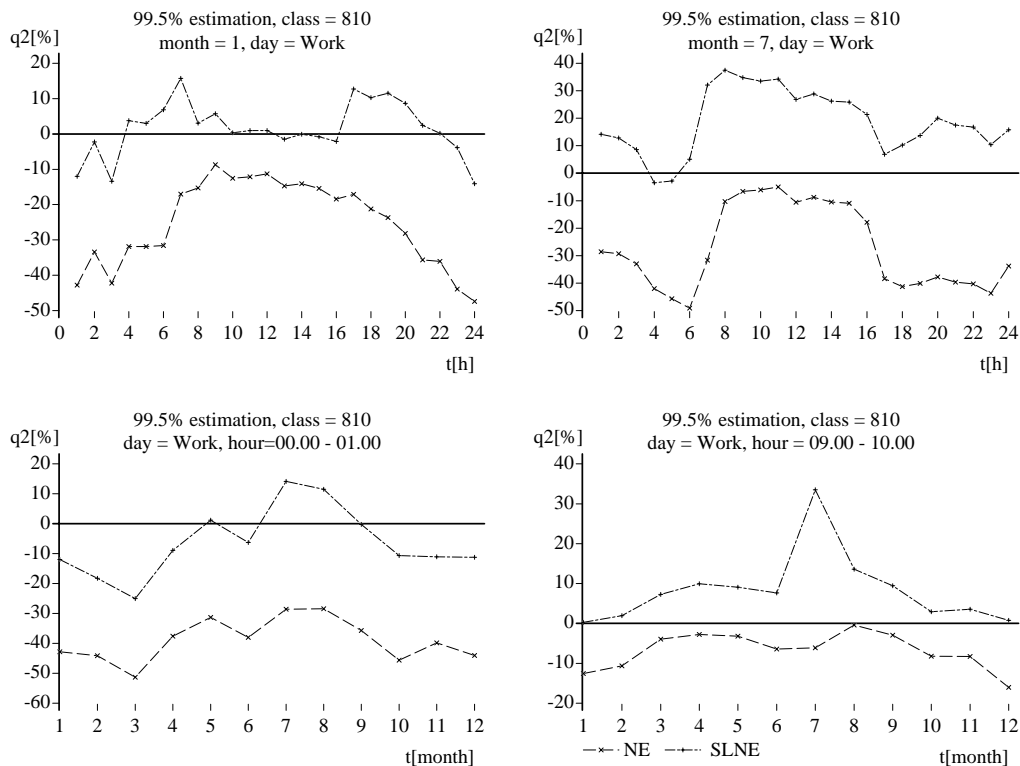 99.5% estimation, class = 810
month = 1, day = Work
q2[%]
20
10
0
-10
-20
-30
-40
-50
0 2 4 6 8 10 12 14 16 18 20 22 24
t[h]
99.5% estimation, class = 810
month = 7, day = Work
q2[%]
40
30
20
10
0
-10
-20
-30
-40
-50
0 2 4 6 8 10 12 14 16 18 20 22 24
t[h]
99.5% estimation, class = 810
day = Work, hour=00.00 - 01.00
q2[%]
20
10
0
-10
-20
-30
-40
-50
-60
1 2 3 4 5 6 7 8 9 10 11 12
t[month]
99.5% estimation, class = 810
day = Work, hour = 09.00 - 10.00
q2[%]
40
30
20
10
0
-10
-20
1 2 3 4 5 6 7 8 9 10 11 12
NE SLNE t[month]